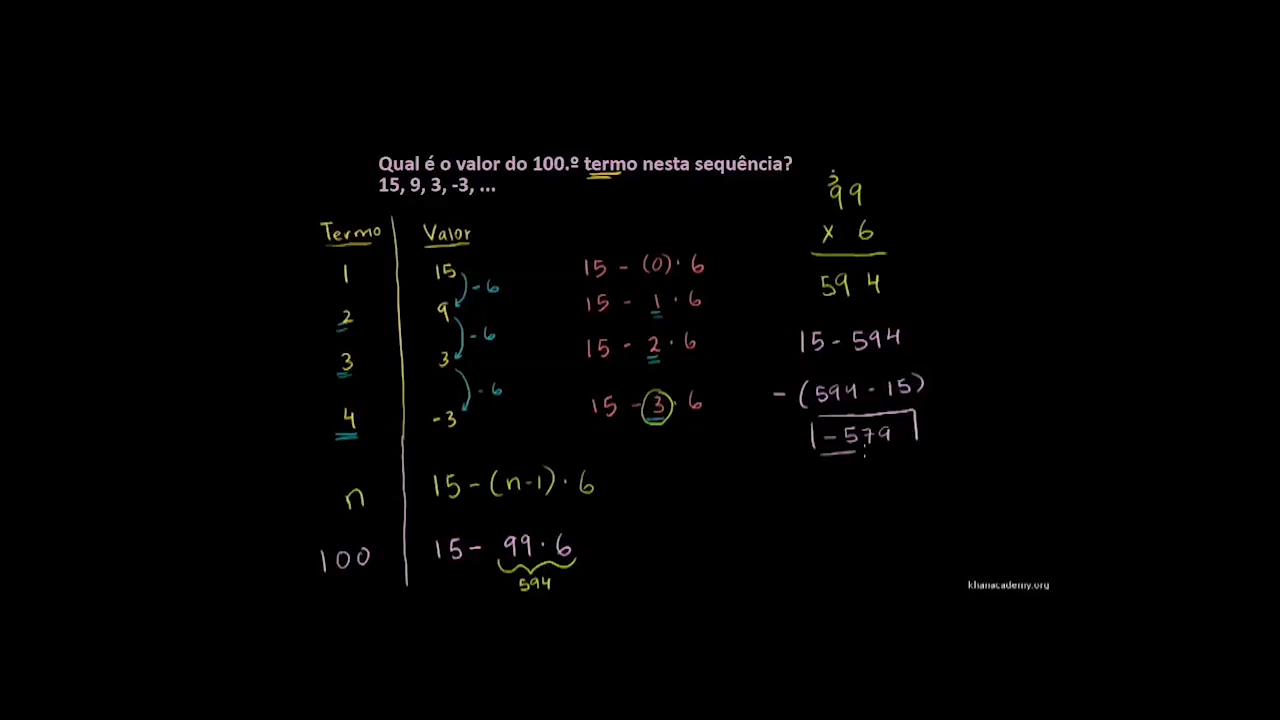 Qual é o valor do 100.º termo nesta sequência?
15, 9, 3, -3, ...
Termo Valor
1 15 15 - (0) · 6
- 6
2 9 15 - 1 · 6
- 6
3 3 15 - 2 · 6
- 6
4 -3 15 - 3 · 6
n 15 - (n-1) · 6
100 15 - 99 · 6
594
5
99
x 6
594
15 - 594
- (594 - 15)
- 579
khanacademy.org